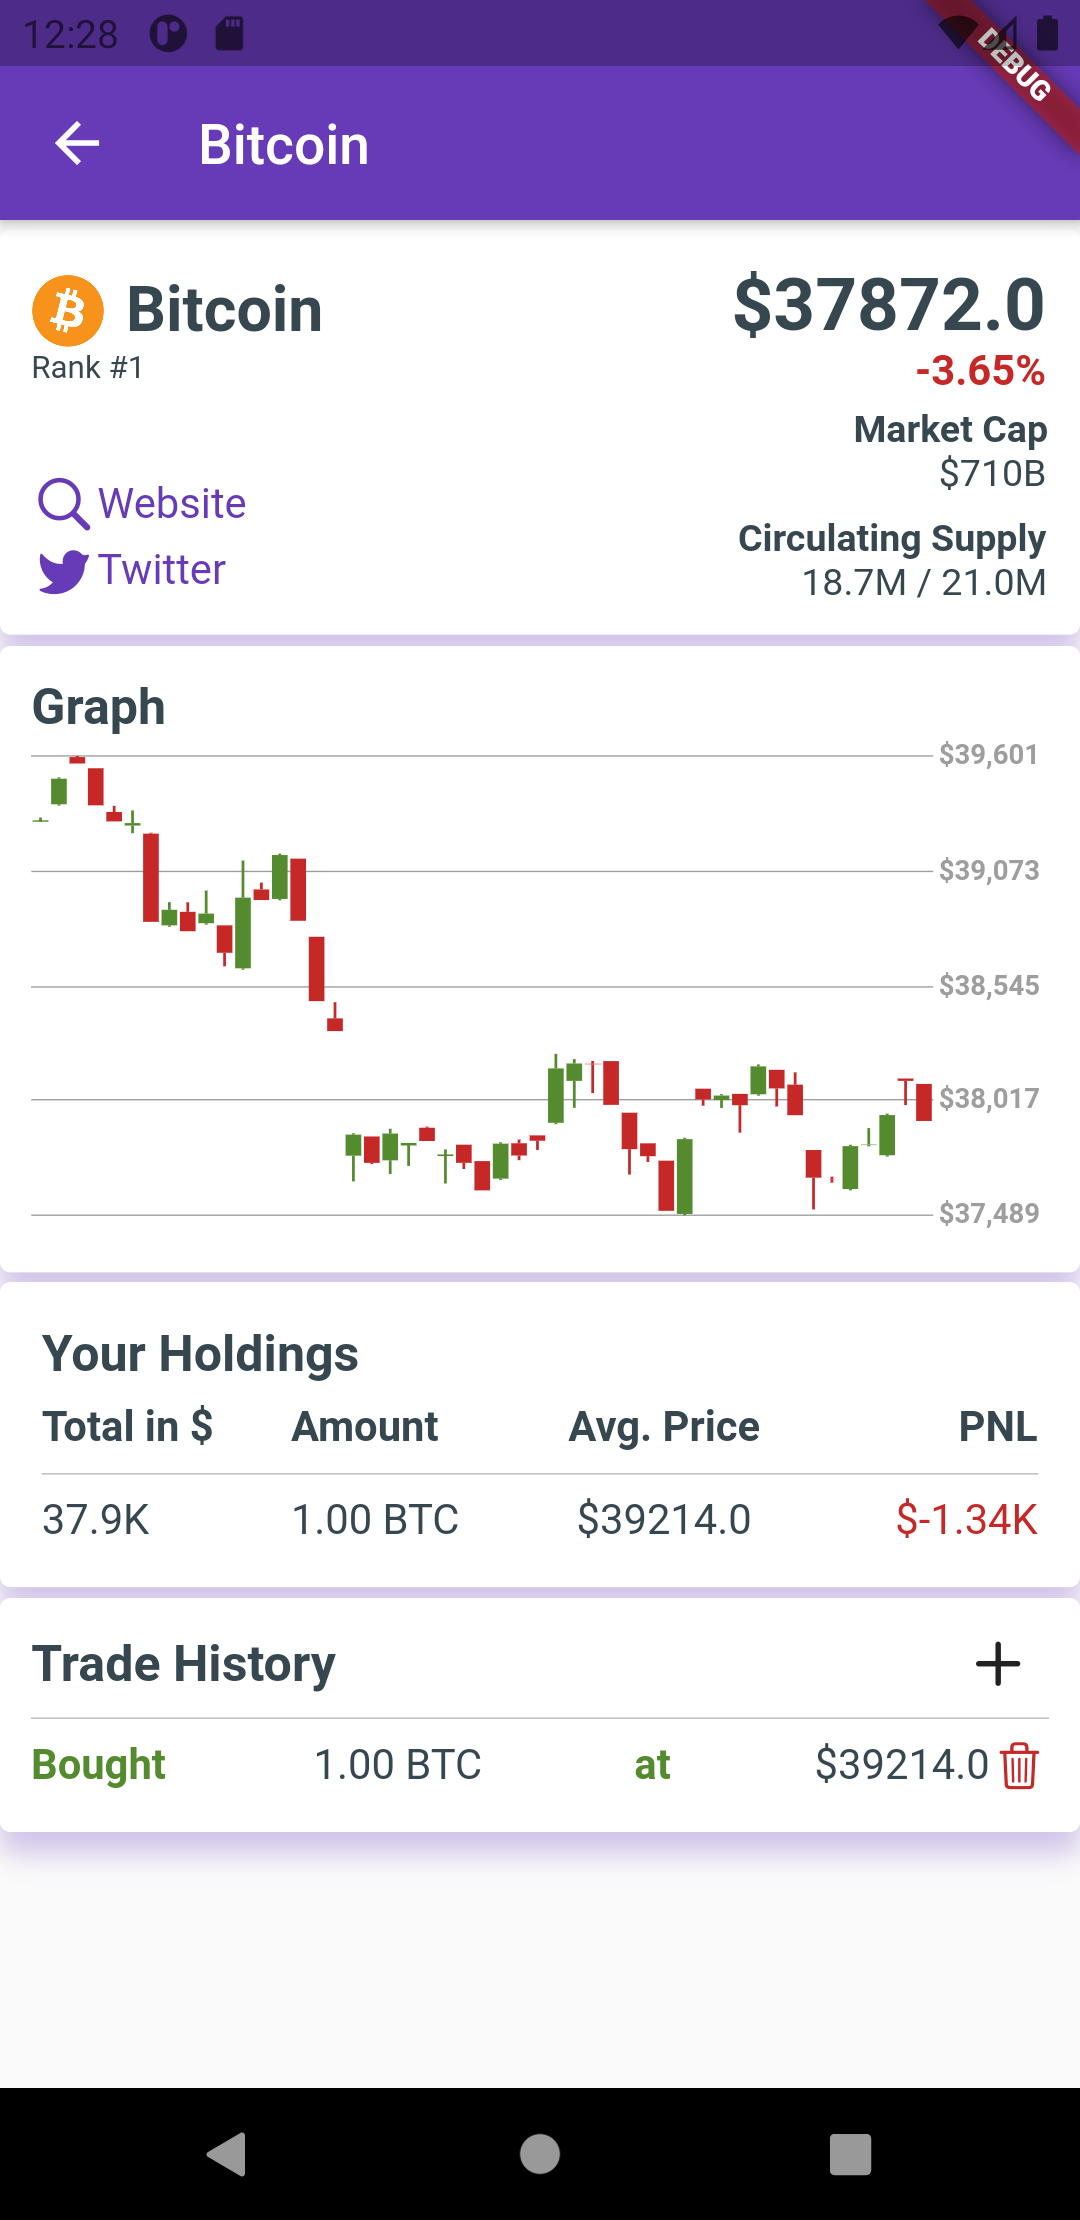 12:28
DEBUG
Bitcoin
Bitcoin
$37872.0
Rank #1
-3.65%
Market Cap
$710B
Website
Circulating Supply
Twitter
18.7M / 21.0M
Graph
$39,601
$39,073
$38,545
$38,017
$37,489
Your Holdings
Total in $ Amount Avg. Price PNL
37.9K 1.00 BTC $39214.0 $-1.34K
Trade History
Bought 1.00 BTC at $39214.0